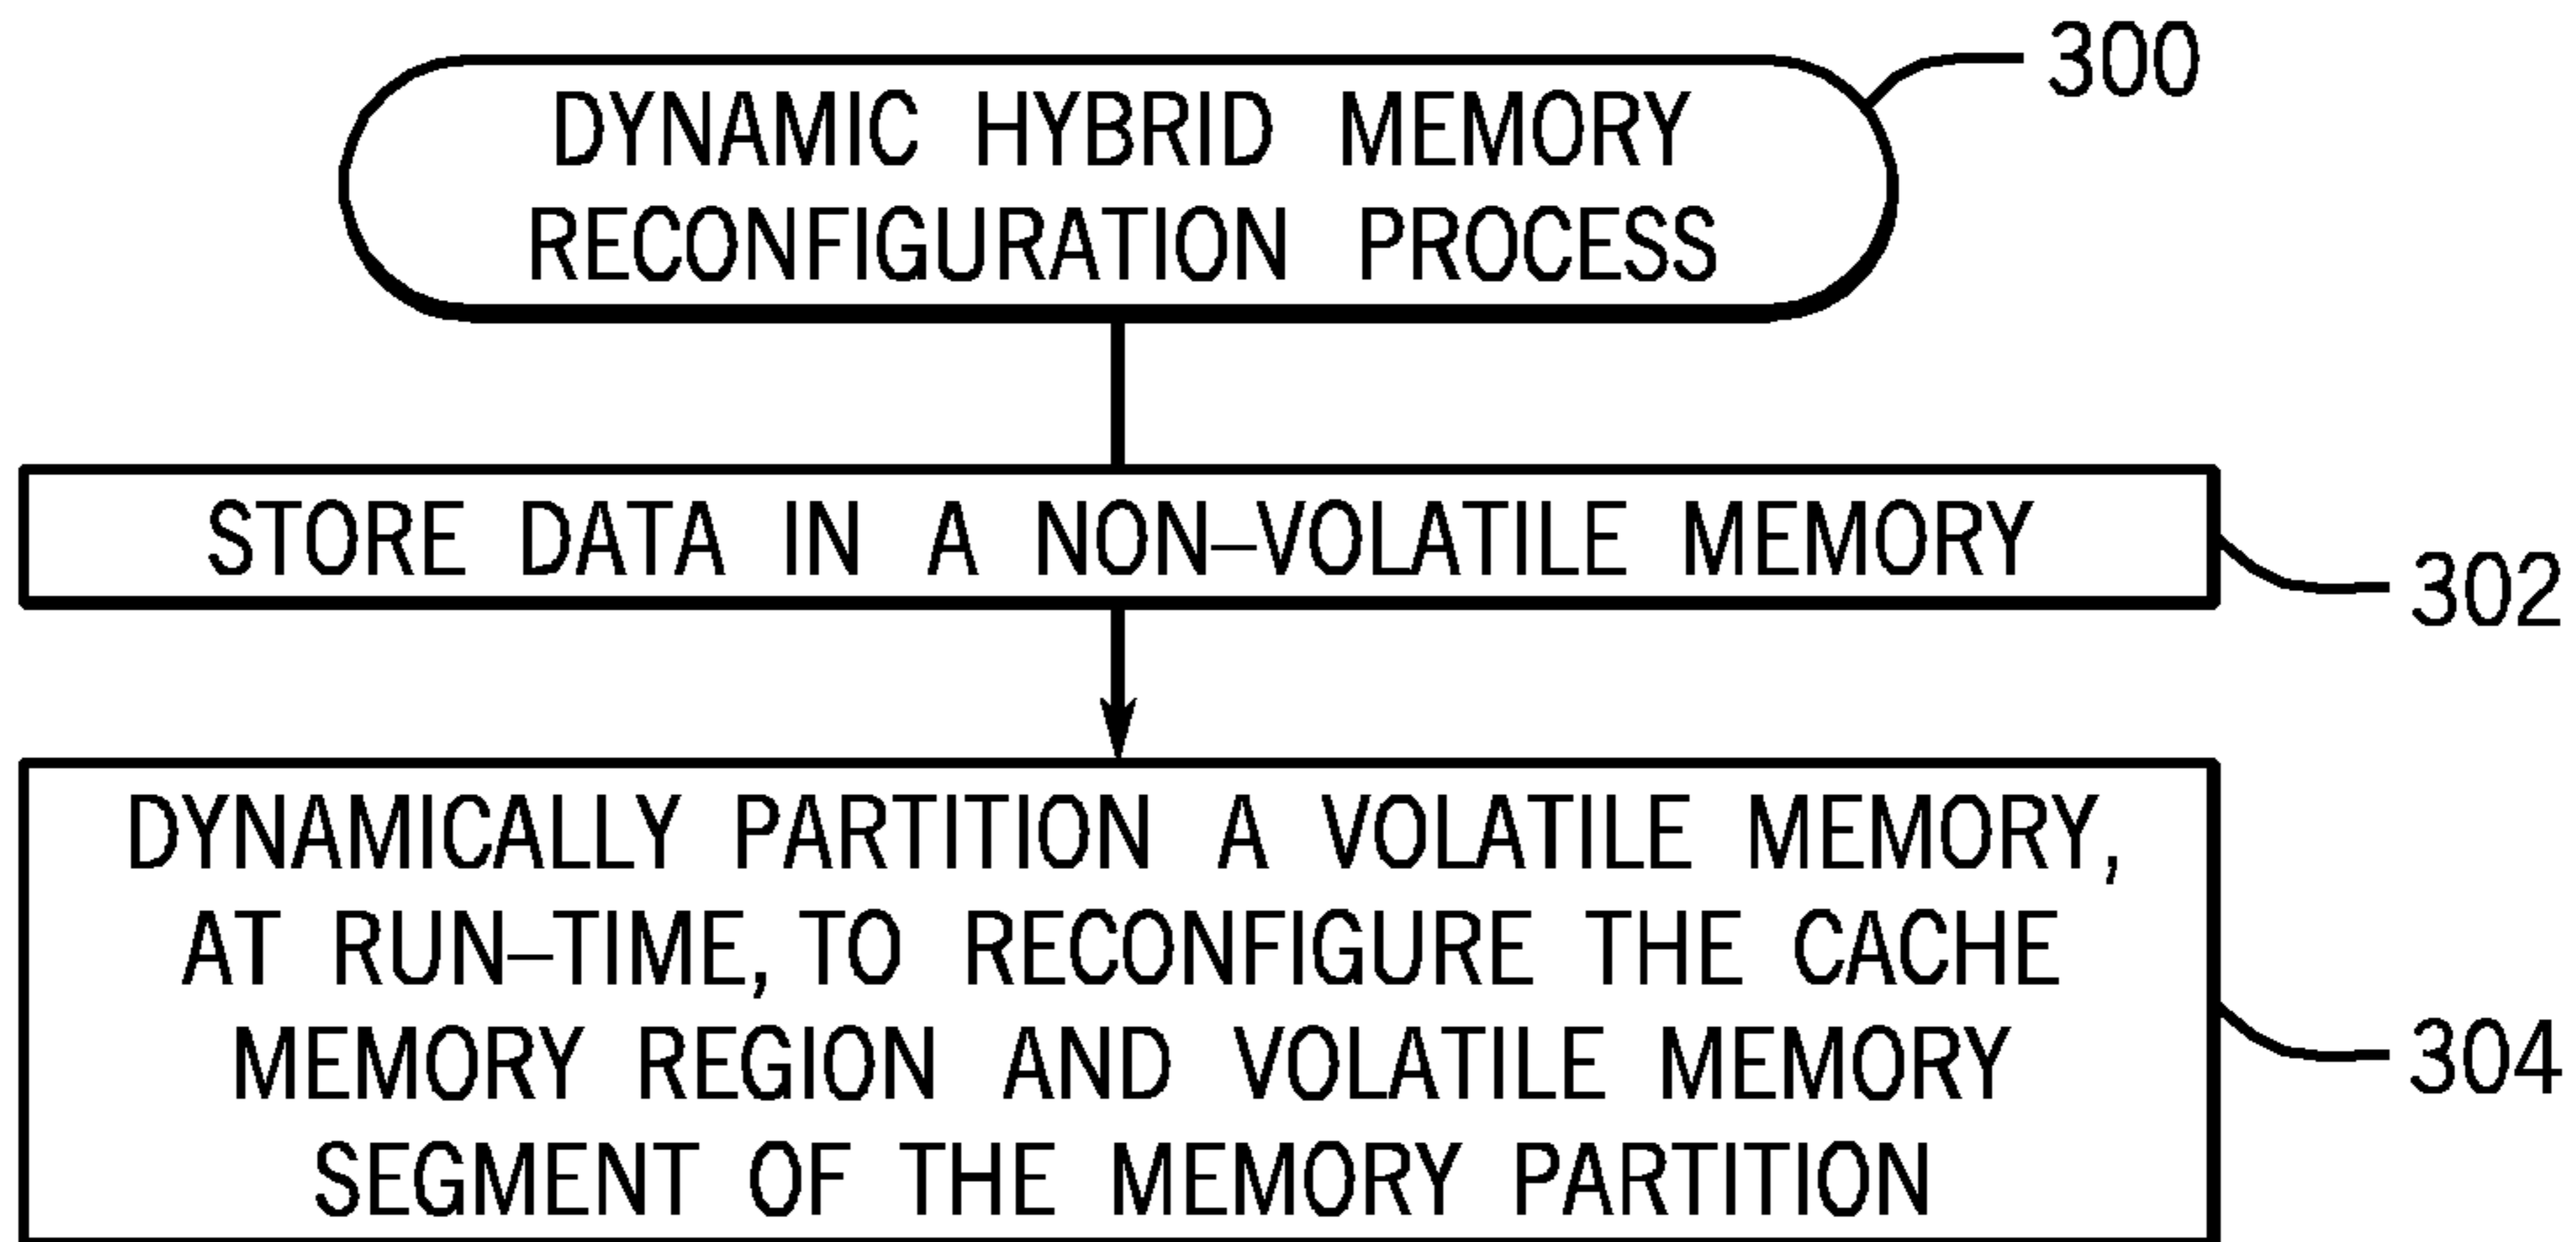 300
DYNAMIC HYBRID MEMORY
RECONFIGURATION PROCESS
STORE DATA IN A NON–VOLATILE MEMORY
302
DYNAMICALLY PARTITION A VOLATILE MEMORY,
AT RUN–TIME, TO RECONFIGURE THE CACHE
MEMORY REGION AND VOLATILE MEMORY
SEGMENT OF THE MEMORY PARTITION
304